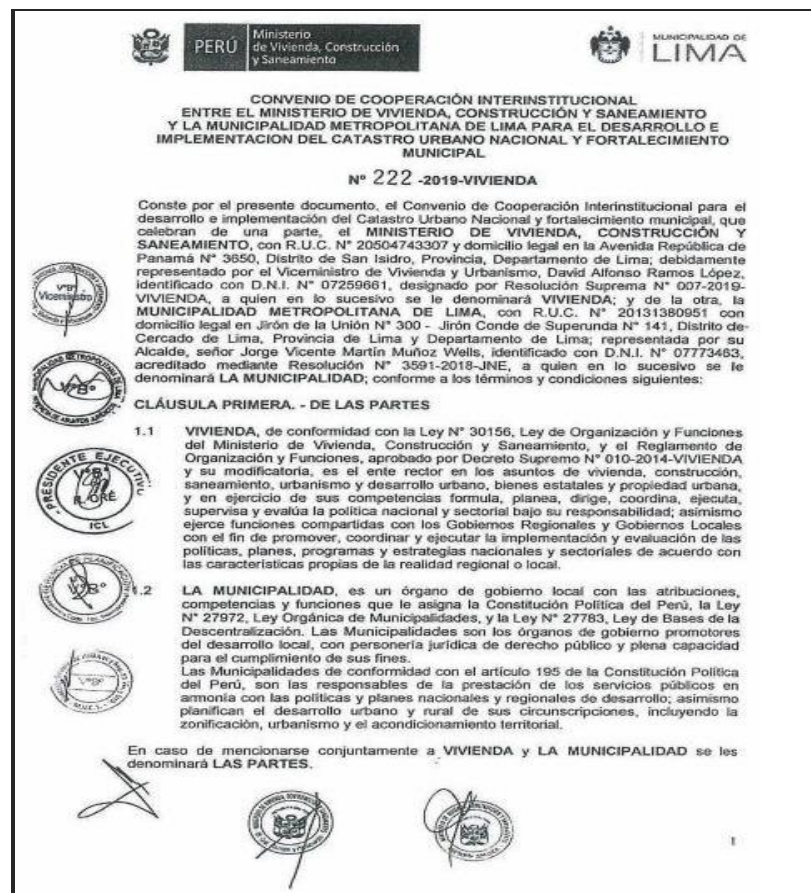 PERÚ
Ministerio
de Vivienda, Construcción
y Saneamiento
MUNICIPALIDAD DE
LIMA
CONVENIO DE COOPERACIÓN INTERINSTITUCIONAL
ENTRE EL MINISTERIO DE VIVIENDA, CONSTRUCCIÓN Y SANEAMIENTO
Y LA MUNICIPALIDAD METROPOLITANA DE LIMA PARA EL DESARROLLO E
IMPLEMENTACION DEL CATASTRO URBANO NACIONAL Y FORTALECIMIENTO
MUNICIPAL
N° 222 -2019-VIVIENDA
Conste por el presente documento, el Convenio de Cooperación Interinstitucional para el
desarrollo e implementación del Catastro Urbano Nacional y fortalecimiento municipal, que
celebran de una parte, el MINISTERIO DE VIVIENDA, CONSTRUCCIÓN Y
SANEAMIENTO, con R.U.C. N° 20504743307 y domicilio legal en la Avenida República de
Panamá N° 3650, Distrito de San Isidro, Provincia, Departamento de Lima; debidamente
representado por el Viceministro de Vivienda y Urbanismo, David Alfonso Ramos López,
identificado con D.N.I. N° 07259661, designado por Resolución Suprema N° 007-2019-
VIVIENDA, a quien en lo sucesivo se le denominará VIVIENDA; y de la otra, la
MUNICIPALIDAD METROPOLITANA DE LIMA, con R.U.C. N° 20131380951 con
domicilio legal en Jirón de la Unión N° 300 - Jirón Conde de Superunda N° 141, Distrito de
Cercado de Lima, Provincia de Lima y Departamento de Lima; representada por su
Alcalde, señor Jorge Vicente Martín Muñoz Wells, identificado con D.N.I. N° 07773463,
acreditado mediante Resolución N° 3591-2018-JNE, a quien en lo sucesivo se le
denominará LA MUNICIPALIDAD; conforme a los términos y condiciones siguientes:
V°B°
Viceministro
V°B°
CLÁUSULA PRIMERA. - DE LAS PARTES
1.1 VIVIENDA, de conformidad con la Ley N° 30156, Ley de Organización y Funciones
del Ministerio de Vivienda, Construcción y Saneamiento, y el Reglamento de
Organización y Funciones, aprobado por Decreto Supremo N° 010-2014-VIVIENDA
y su modificatoria, es el ente rector en los asuntos de vivienda, construcción,
saneamiento, urbanismo y desarrollo urbano, bienes estatales y propiedad urbana,
y en ejercicio de sus competencias formula, planea, dirige, coordina, ejecuta,
supervisa y evalúa la política nacional y sectorial bajo su responsabilidad; asimismo
ejerce funciones compartidas con los Gobiernos Regionales y Gobiernos Locales
con el fin de promover, coordinar y ejecutar la implementación y evaluación de las
políticas, planes, programas y estrategias nacionales y sectoriales de acuerdo con
las características propias de la realidad regional o local.
PRESIDENTE EJECUTIVO
V°B°
R. ORÉ
ICL
V°B°
1.2 LA MUNICIPALIDAD, es un órgano de gobierno local con las atribuciones,
competencias y funciones que le asigna la Constitución Política del Perú, la Ley
N° 27972, Ley Orgánica de Municipalidades, y la Ley N° 27783, Ley de Bases de la
Descentralización. Las Municipalidades son los órganos de gobierno promotores
del desarrollo local, con personería jurídica de derecho público y plena capacidad
para el cumplimiento de sus fines.
Las Municipalidades de conformidad con el artículo 195 de la Constitución Política
del Perú, son las responsables de la prestación de los servicios públicos en
armonía con las políticas y planes nacionales y regionales de desarrollo; asimismo
planifican el desarrollo urbano y rural de sus circunscripciones, incluyendo la
zonificación, urbanismo y el acondicionamiento territorial.
V°B°
En caso de mencionarse conjuntamente a VIVIENDA y LA MUNICIPALIDAD se les
denominará LAS PARTES.
1